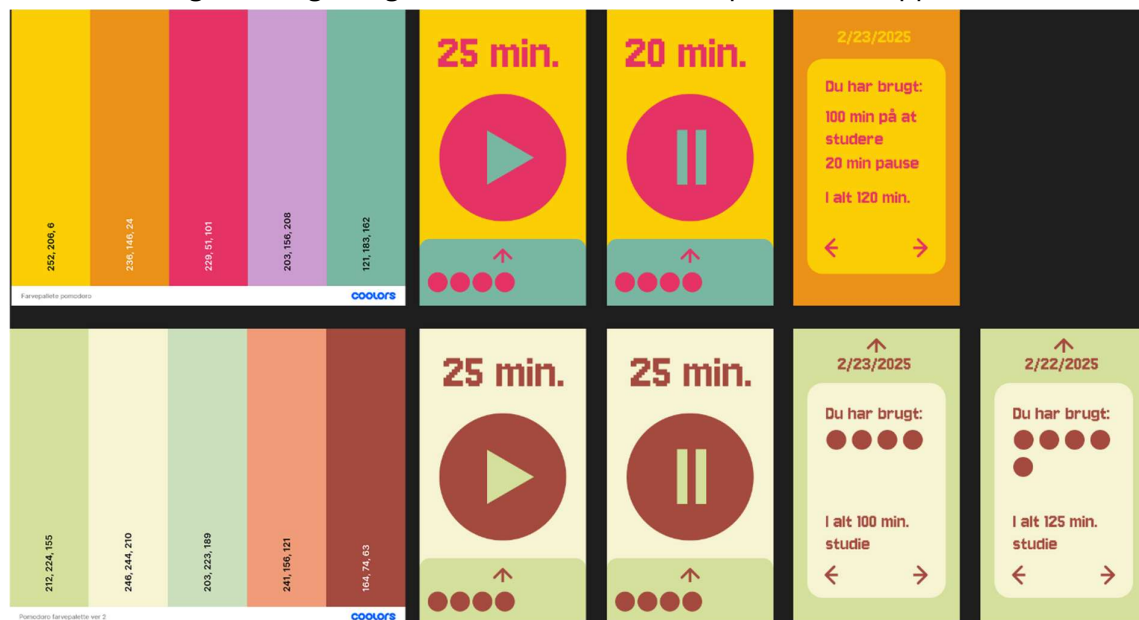 25 min.
20 min.
2/23/2025
Du har brugt:
100 min på at
studere
20 min pause
I alt 120 min.
252, 206, 6
236, 146, 24
229, 51, 101
203, 156, 208
121, 183, 162
Farvepallete pomodoro
coolors
25 min.
25 min.
2/23/2025
Du har brugt:
I alt 100 min.
studie
2/22/2025
Du har brugt:
I alt 125 min.
studie
212, 224, 155
246, 244, 210
203, 223, 189
241, 156, 121
164, 74, 63
Pomodoro farvepalette ver 2
coolors